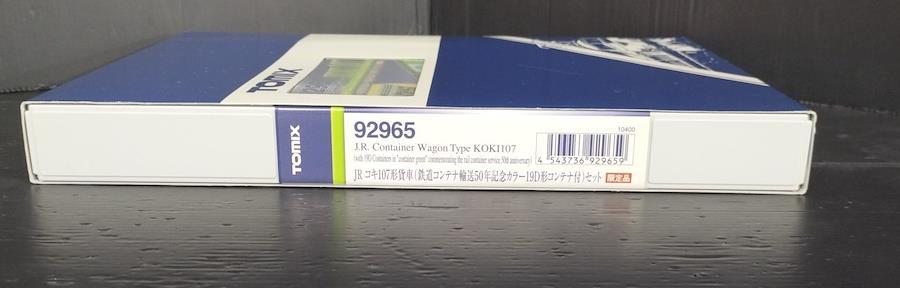 TOMIX
TOMIX
92965
10400
J.R. Container Wagon Type KOKI107
(with 19D Containers in "container green" commemorating the rail container service 50th anniversary)
JR コキ107形貨車(鉄道コンテナ輸送50年記念カラー19D形コンテナ付)セット 限定品
4 543736 929659